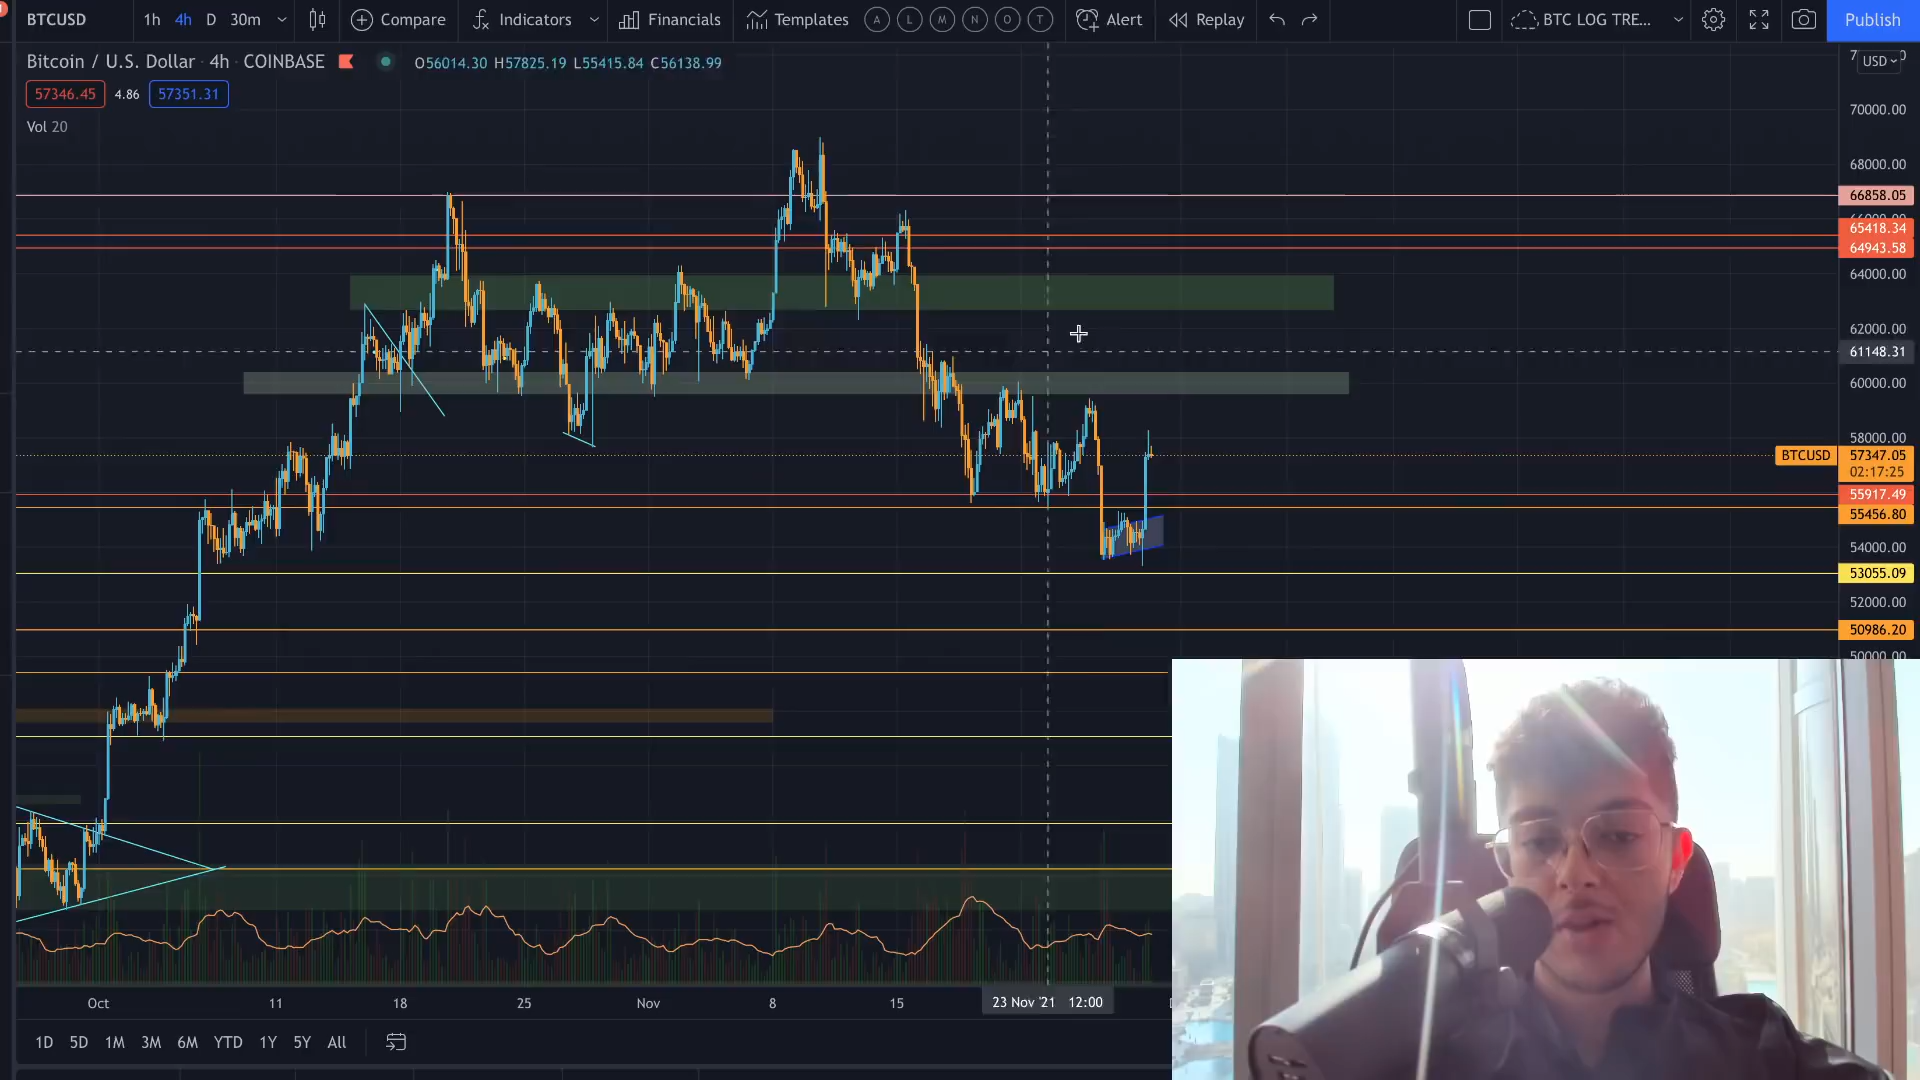 BTCUSD 1h 4h D 30m Compare Indicators Financials Templates A L M N O T Alert Replay BTC LOG TRE... Publish
Bitcoin / U.S. Dollar · 4h · COINBASE O56014.30 H57825.19 L55415.84 C56138.99
USD
57346.45 4.86 57351.31
Vol 20
70000.00
68000.00
66858.05
65418.34
64943.58
64000.00
62000.00
61148.31
60000.00
58000.00
BTCUSD 57347.05
02:17:25
55917.49
55456.80
54000.00
53055.09
52000.00
50986.20
50000.00
Oct 11 18 25 Nov 8 15 23 Nov '21 12:00
1D 5D 1M 3M 6M YTD 1Y 5Y All